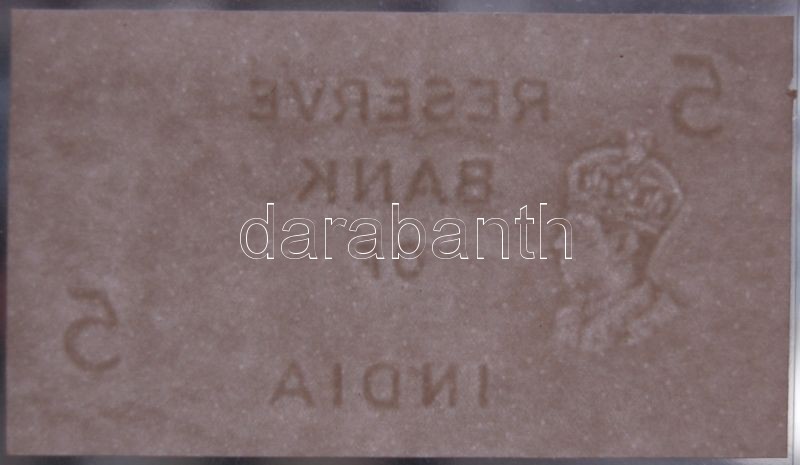 5
RESERVE
BANK
darabanth
OF
5
INDIA